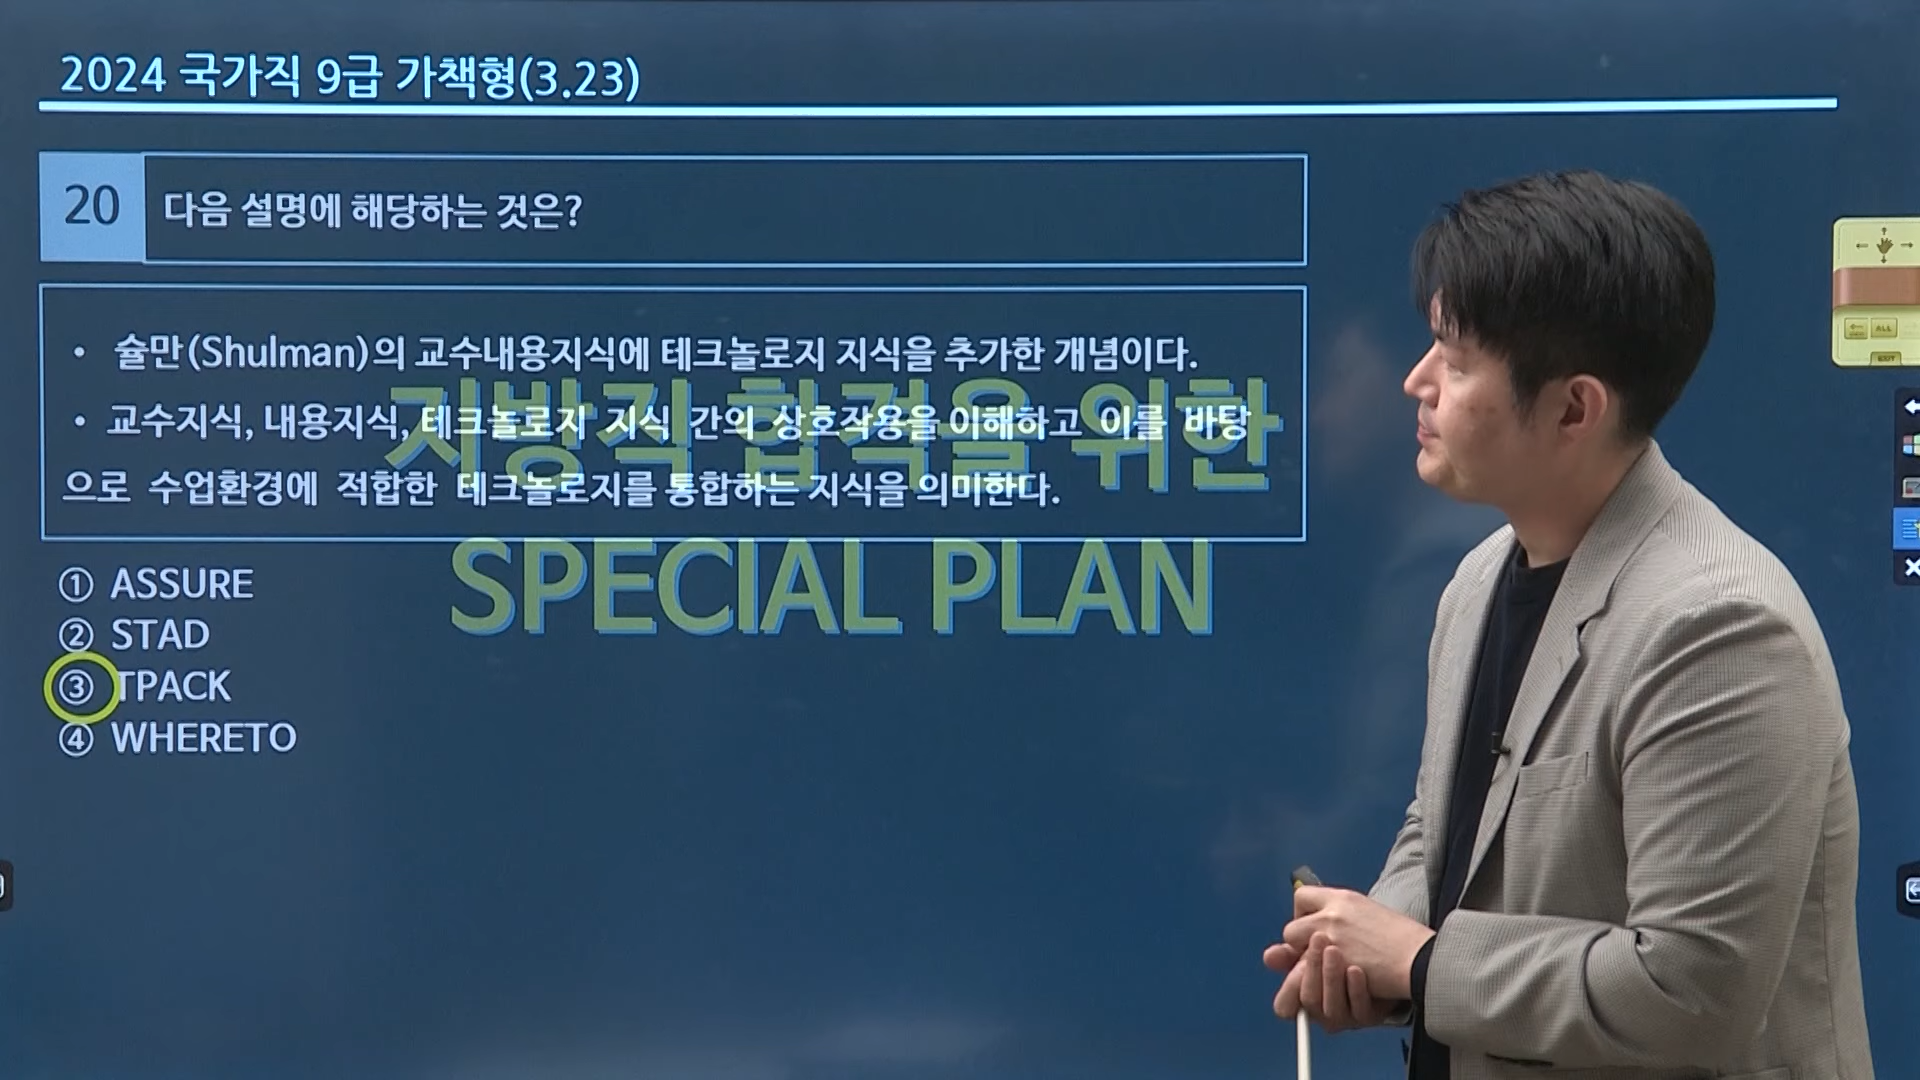 2024 국가직 9급 가책형(3.23)
20 다음 설명에 해당하는 것은?
• 슐만(Shulman)의 교수내용지식에 테크놀로지 지식을 추가한 개념이다.
• 교수지식, 내용지식, 테크놀로지 지식 간의 상호작용을 이해하고 이를 바탕
으로 수업환경에 적합한 테크놀로지를 통합하는 지식을 의미한다.
지방직 합격을 위한
SPECIAL PLAN
① ASSURE
② STAD
③ TPACK
④ WHERETO
ALL
EXIT